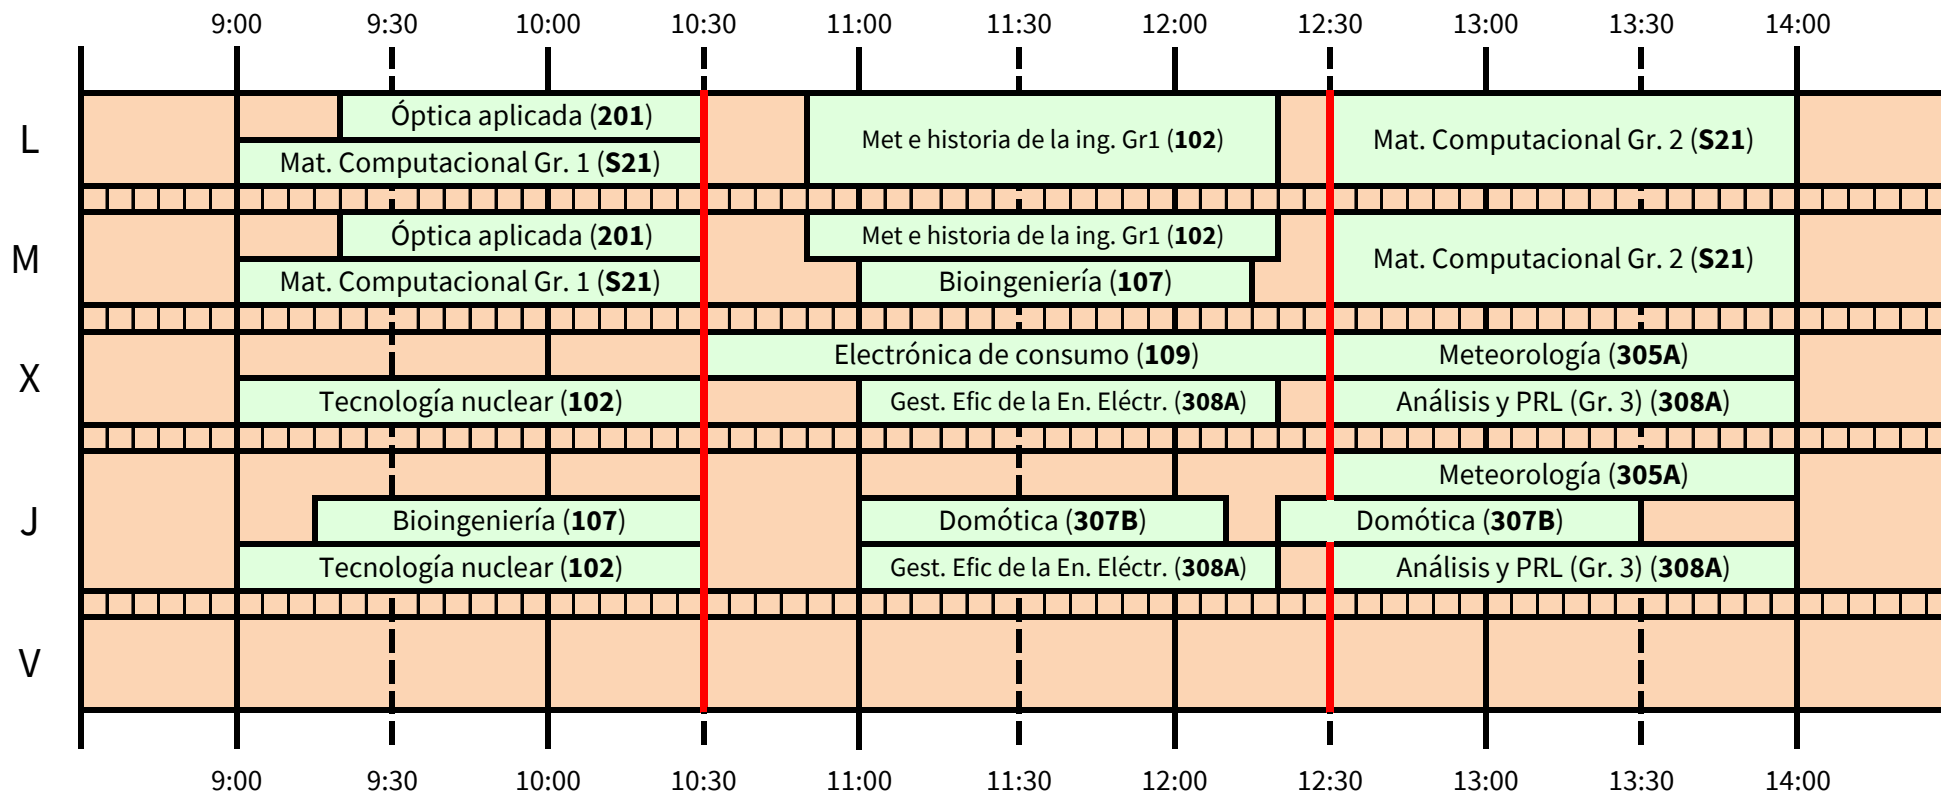 9:00 9:30 10:00 10:30 11:00 11:30 12:00 12:30 13:00 13:30 14:00
L
Óptica aplicada (201)
Mat. Computacional Gr. 1 (S21)
Met e historia de la ing. Gr1 (102)
Mat. Computacional Gr. 2 (S21)
M
Óptica aplicada (201)
Mat. Computacional Gr. 1 (S21)
Met e historia de la ing. Gr1 (102)
Bioingeniería (107)
Mat. Computacional Gr. 2 (S21)
X
Electrónica de consumo (109)
Meteorología (305A)
Tecnología nuclear (102)
Gest. Efic de la En. Eléctr. (308A)
Análisis y PRL (Gr. 3) (308A)
J
Meteorología (305A)
Bioingeniería (107)
Domótica (307B)
Domótica (307B)
Tecnología nuclear (102)
Gest. Efic de la En. Eléctr. (308A)
Análisis y PRL (Gr. 3) (308A)
V
9:00 9:30 10:00 10:30 11:00 11:30 12:00 12:30 13:00 13:30 14:00